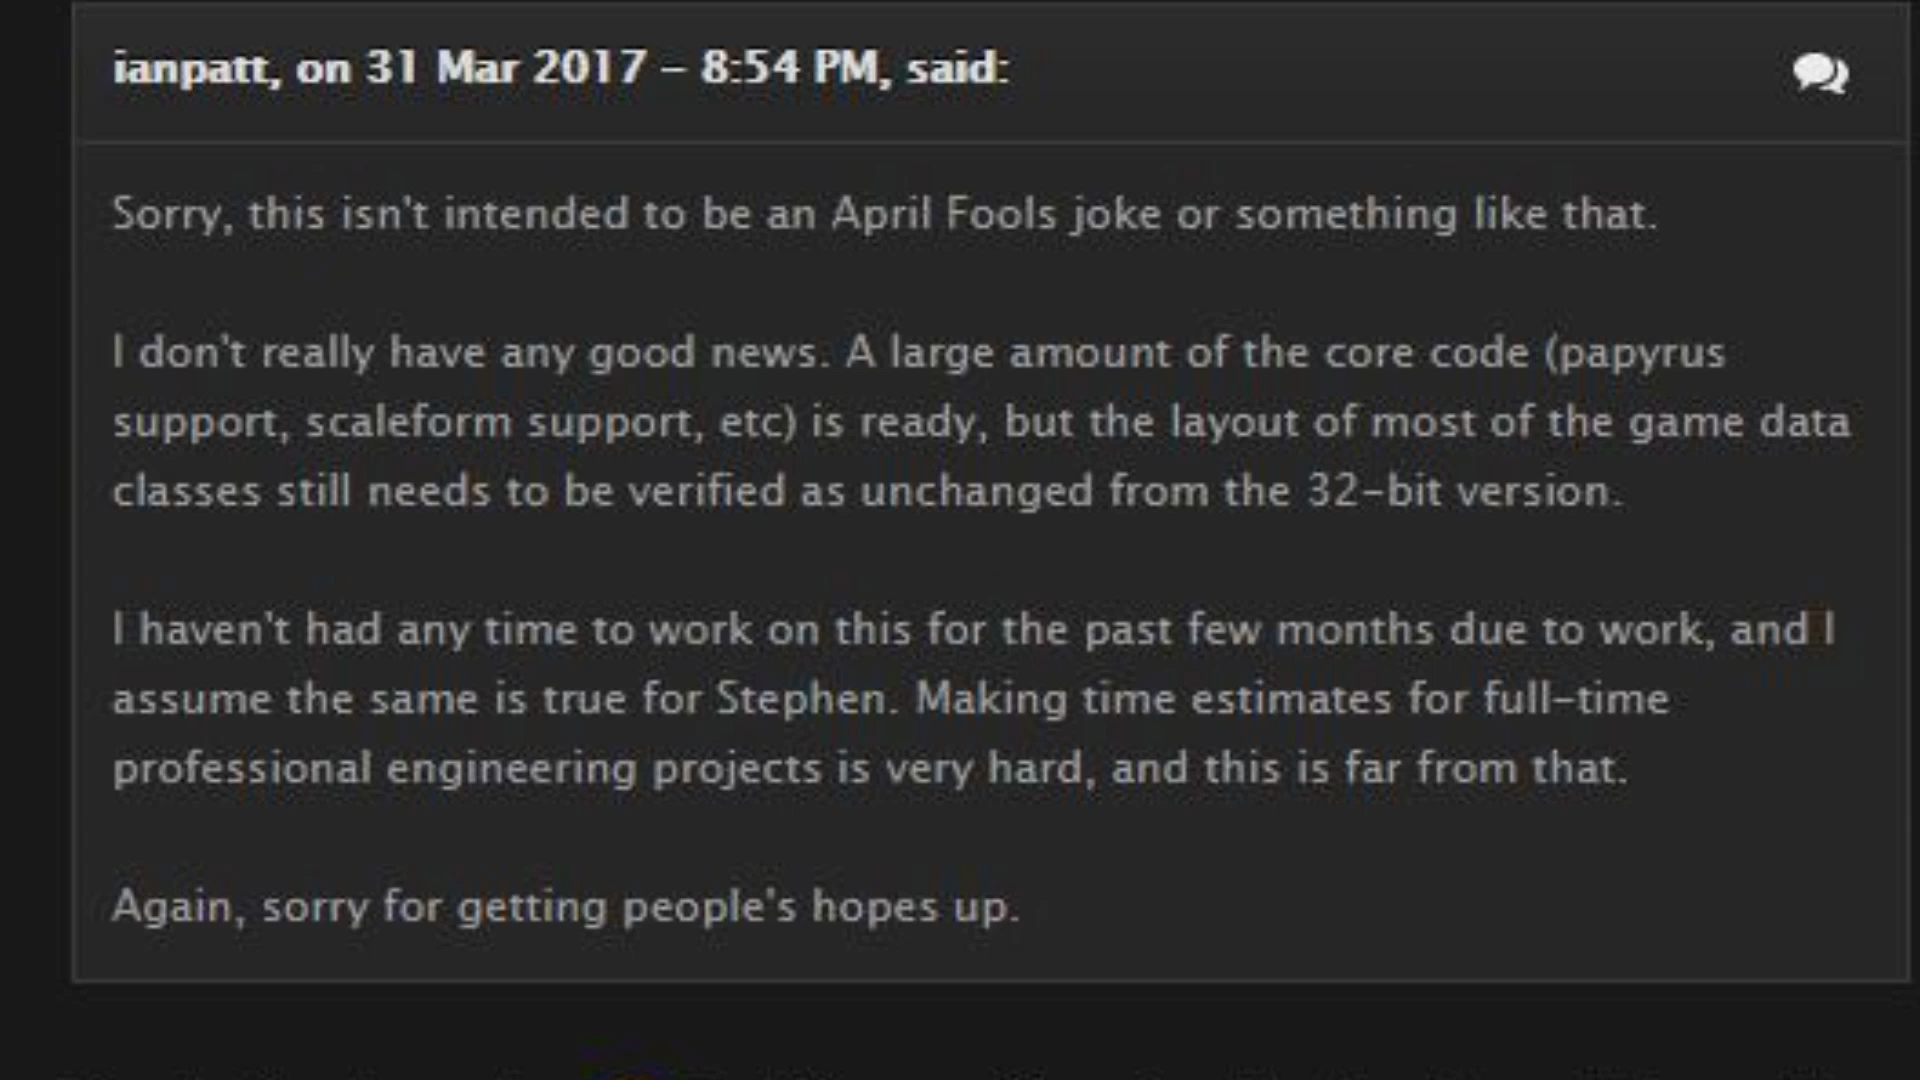 ianpatt, on 31 Mar 2017 – 8:54 PM, said:
Sorry, this isn't intended to be an April Fools joke or something like that.
I don't really have any good news. A large amount of the core code (papyrus
support, scaleform support, etc) is ready, but the layout of most of the game data
classes still needs to be verified as unchanged from the 32-bit version.
I haven't had any time to work on this for the past few months due to work, and I
assume the same is true for Stephen. Making time estimates for full-time
professional engineering projects is very hard, and this is far from that.
Again, sorry for getting people's hopes up.